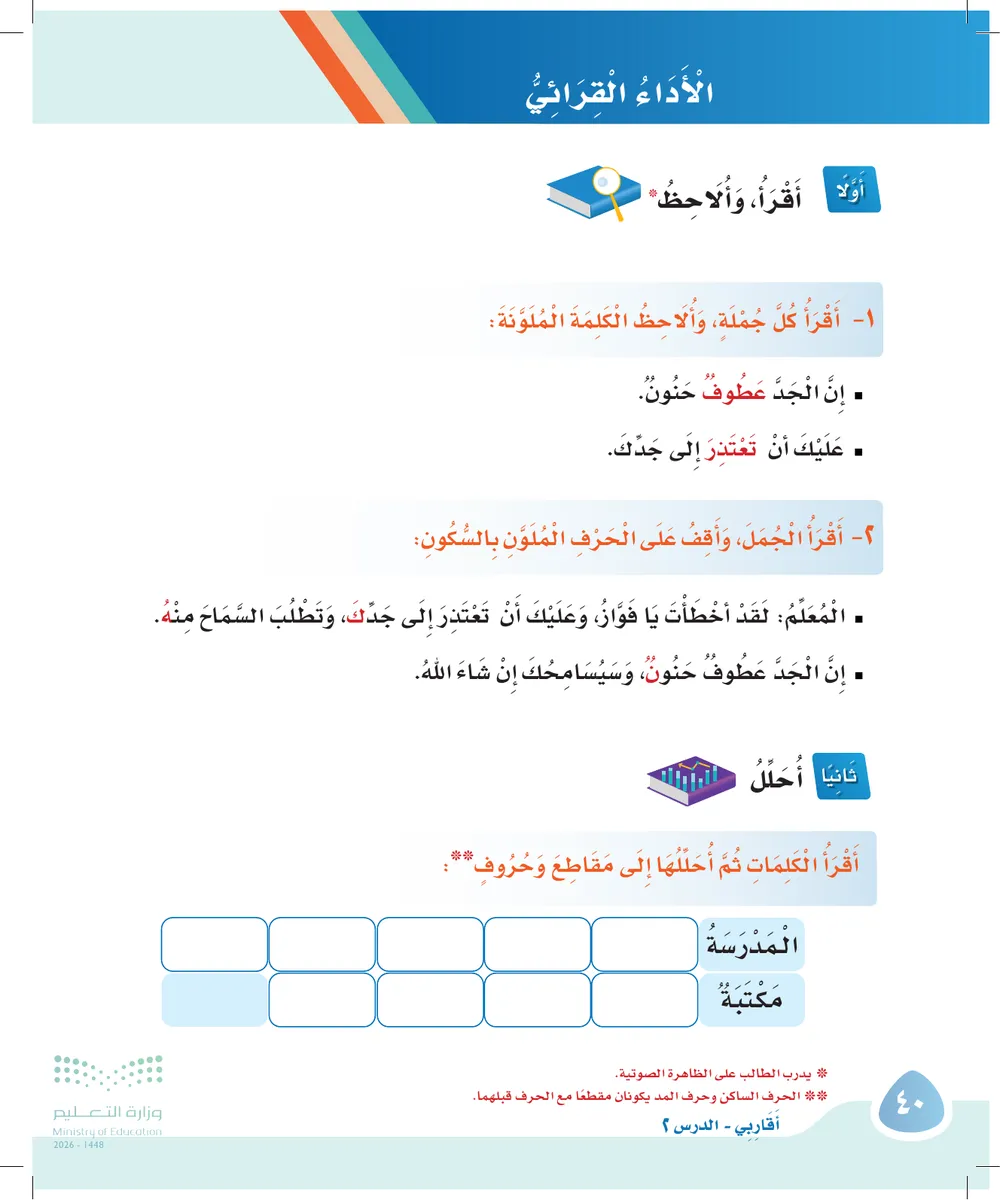 الْأَدَاءُ الْقِرَائِيُّ
أَوَّلًا
أَقْرَأُ، وَأُلَاحِظُ*
١- أَقْرَأُ كُلَّ جُمْلَةٍ، وَأُلَاحِظُ الْكَلِمَةَ الْمُلَوَّنَةَ:
▪ إِنَّ الْجَدَّ عَطُوفٌ حَنُونٌ.
▪ عَلَيْكَ أنْ تَعْتَذِرَ إِلَى جَدِّكَ.
٢- أَقْرَأُ الْجُمَلَ، وَأَقِفُ عَلَى الْحَرْفِ الْمُلَوَّنِ بِالسُّكُونِ:
▪ الْمُعَلِّمُ: لَقَدْ أخْطَأْتَ يَا فَوَّازُ، وَعَلَيْكَ أَنْ تَعْتَذِرَ إِلَى جَدِّكَ، وَتَطْلُبَ السَّمَاحَ مِنْهُ.
▪ إِنَّ الْجَدَّ عَطُوفٌ حَنُونٌ، وَسَيُسَامِحُكَ إِنْ شَاءَ اللهُ.
ثَانِيًا
أُحَلِّلُ
أَقْرَأُ الْكَلِمَاتِ ثُمَّ أُحَلِّلُهَا إِلَى مَقَاطِعَ وَحُرُوفٍ**:
الْمَدْرَسَةُ
مَكْتَبَةٌ
* يدرب الطالب على الظاهرة الصوتية.
** الحرف الساكن وحرف المد يكونان مقطعًا مع الحرف قبلهما.
أَقَارِبِي - الدرس ٢
٤٠
وزارة التعـــليم
Ministry of Education
2026 - 1448